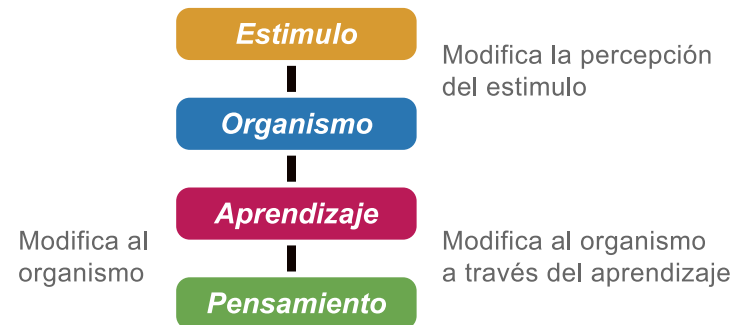 Estimulo
Modifica la percepción
del estimulo
Organismo
Aprendizaje
Modifica al
organismo
Modifica al organismo
a través del aprendizaje
Pensamiento